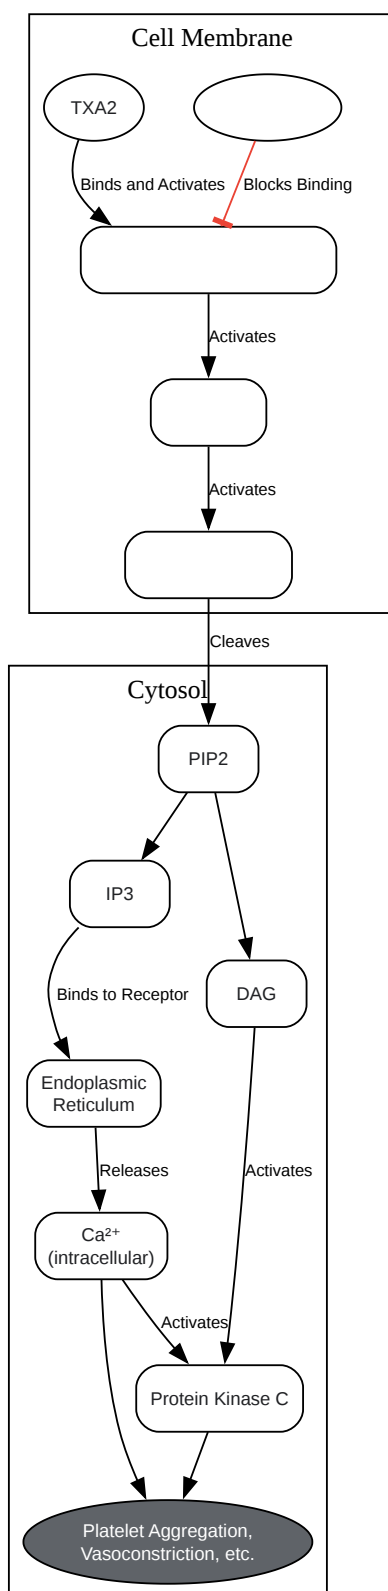 Cell Membrane
TXA2
Binds and Activates
Blocks Binding
Activates
Activates
Cleaves
Cytosol
PIP2
IP3
Binds to Receptor
DAG
Endoplasmic
Reticulum
Releases
Activates
Ca²⁺
(intracellular)
Activates
Protein Kinase C
Platelet Aggregation,
Vasoconstriction, etc.